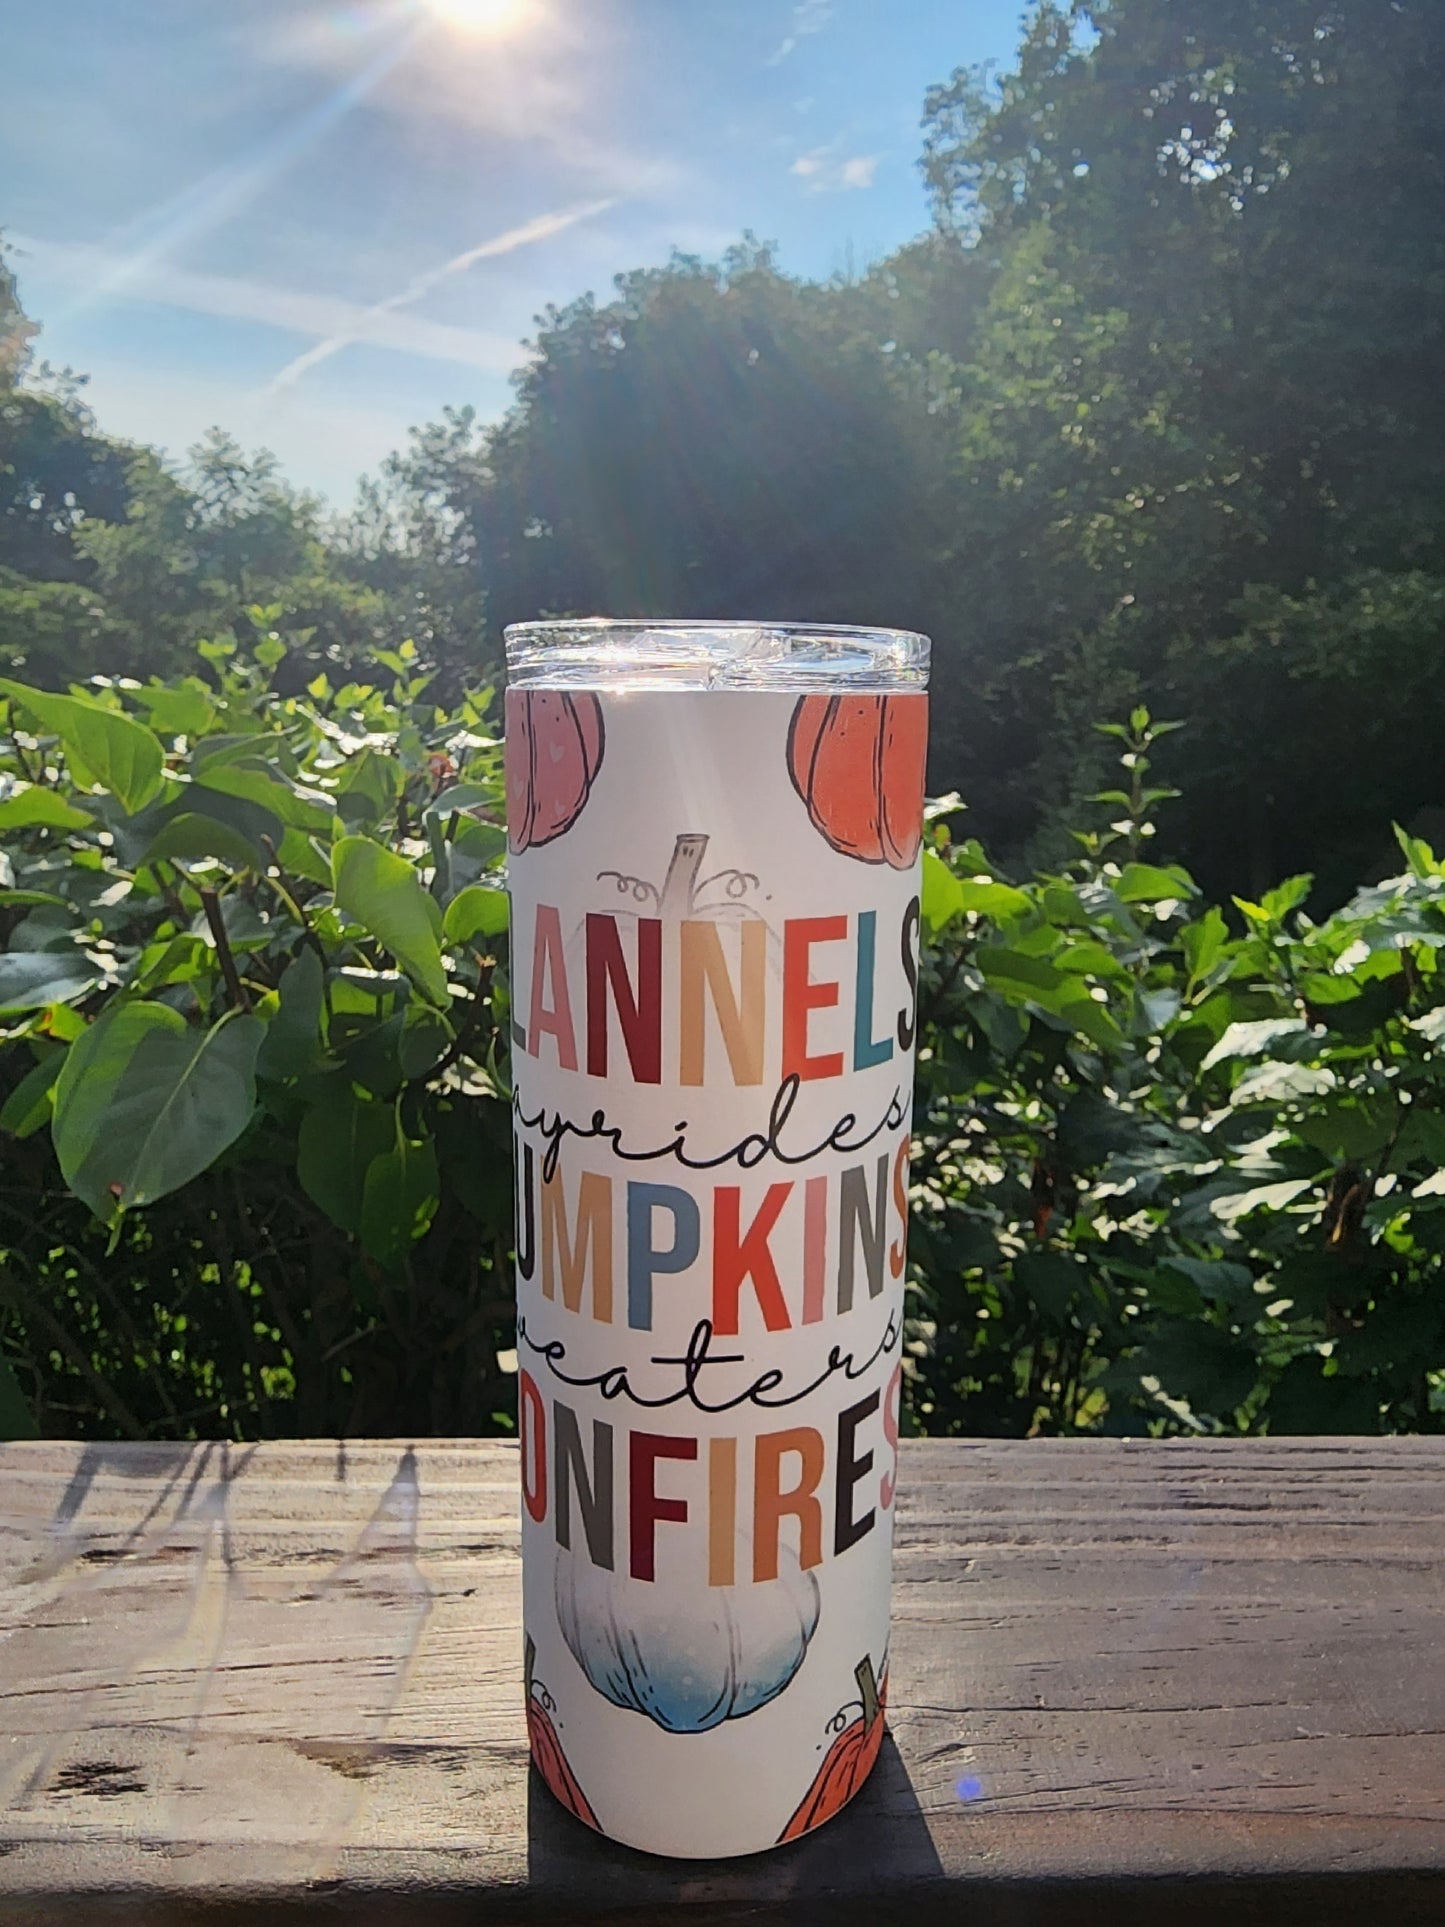 LANNELS
ayrides
UMPKINS
weaters
ONFIRES